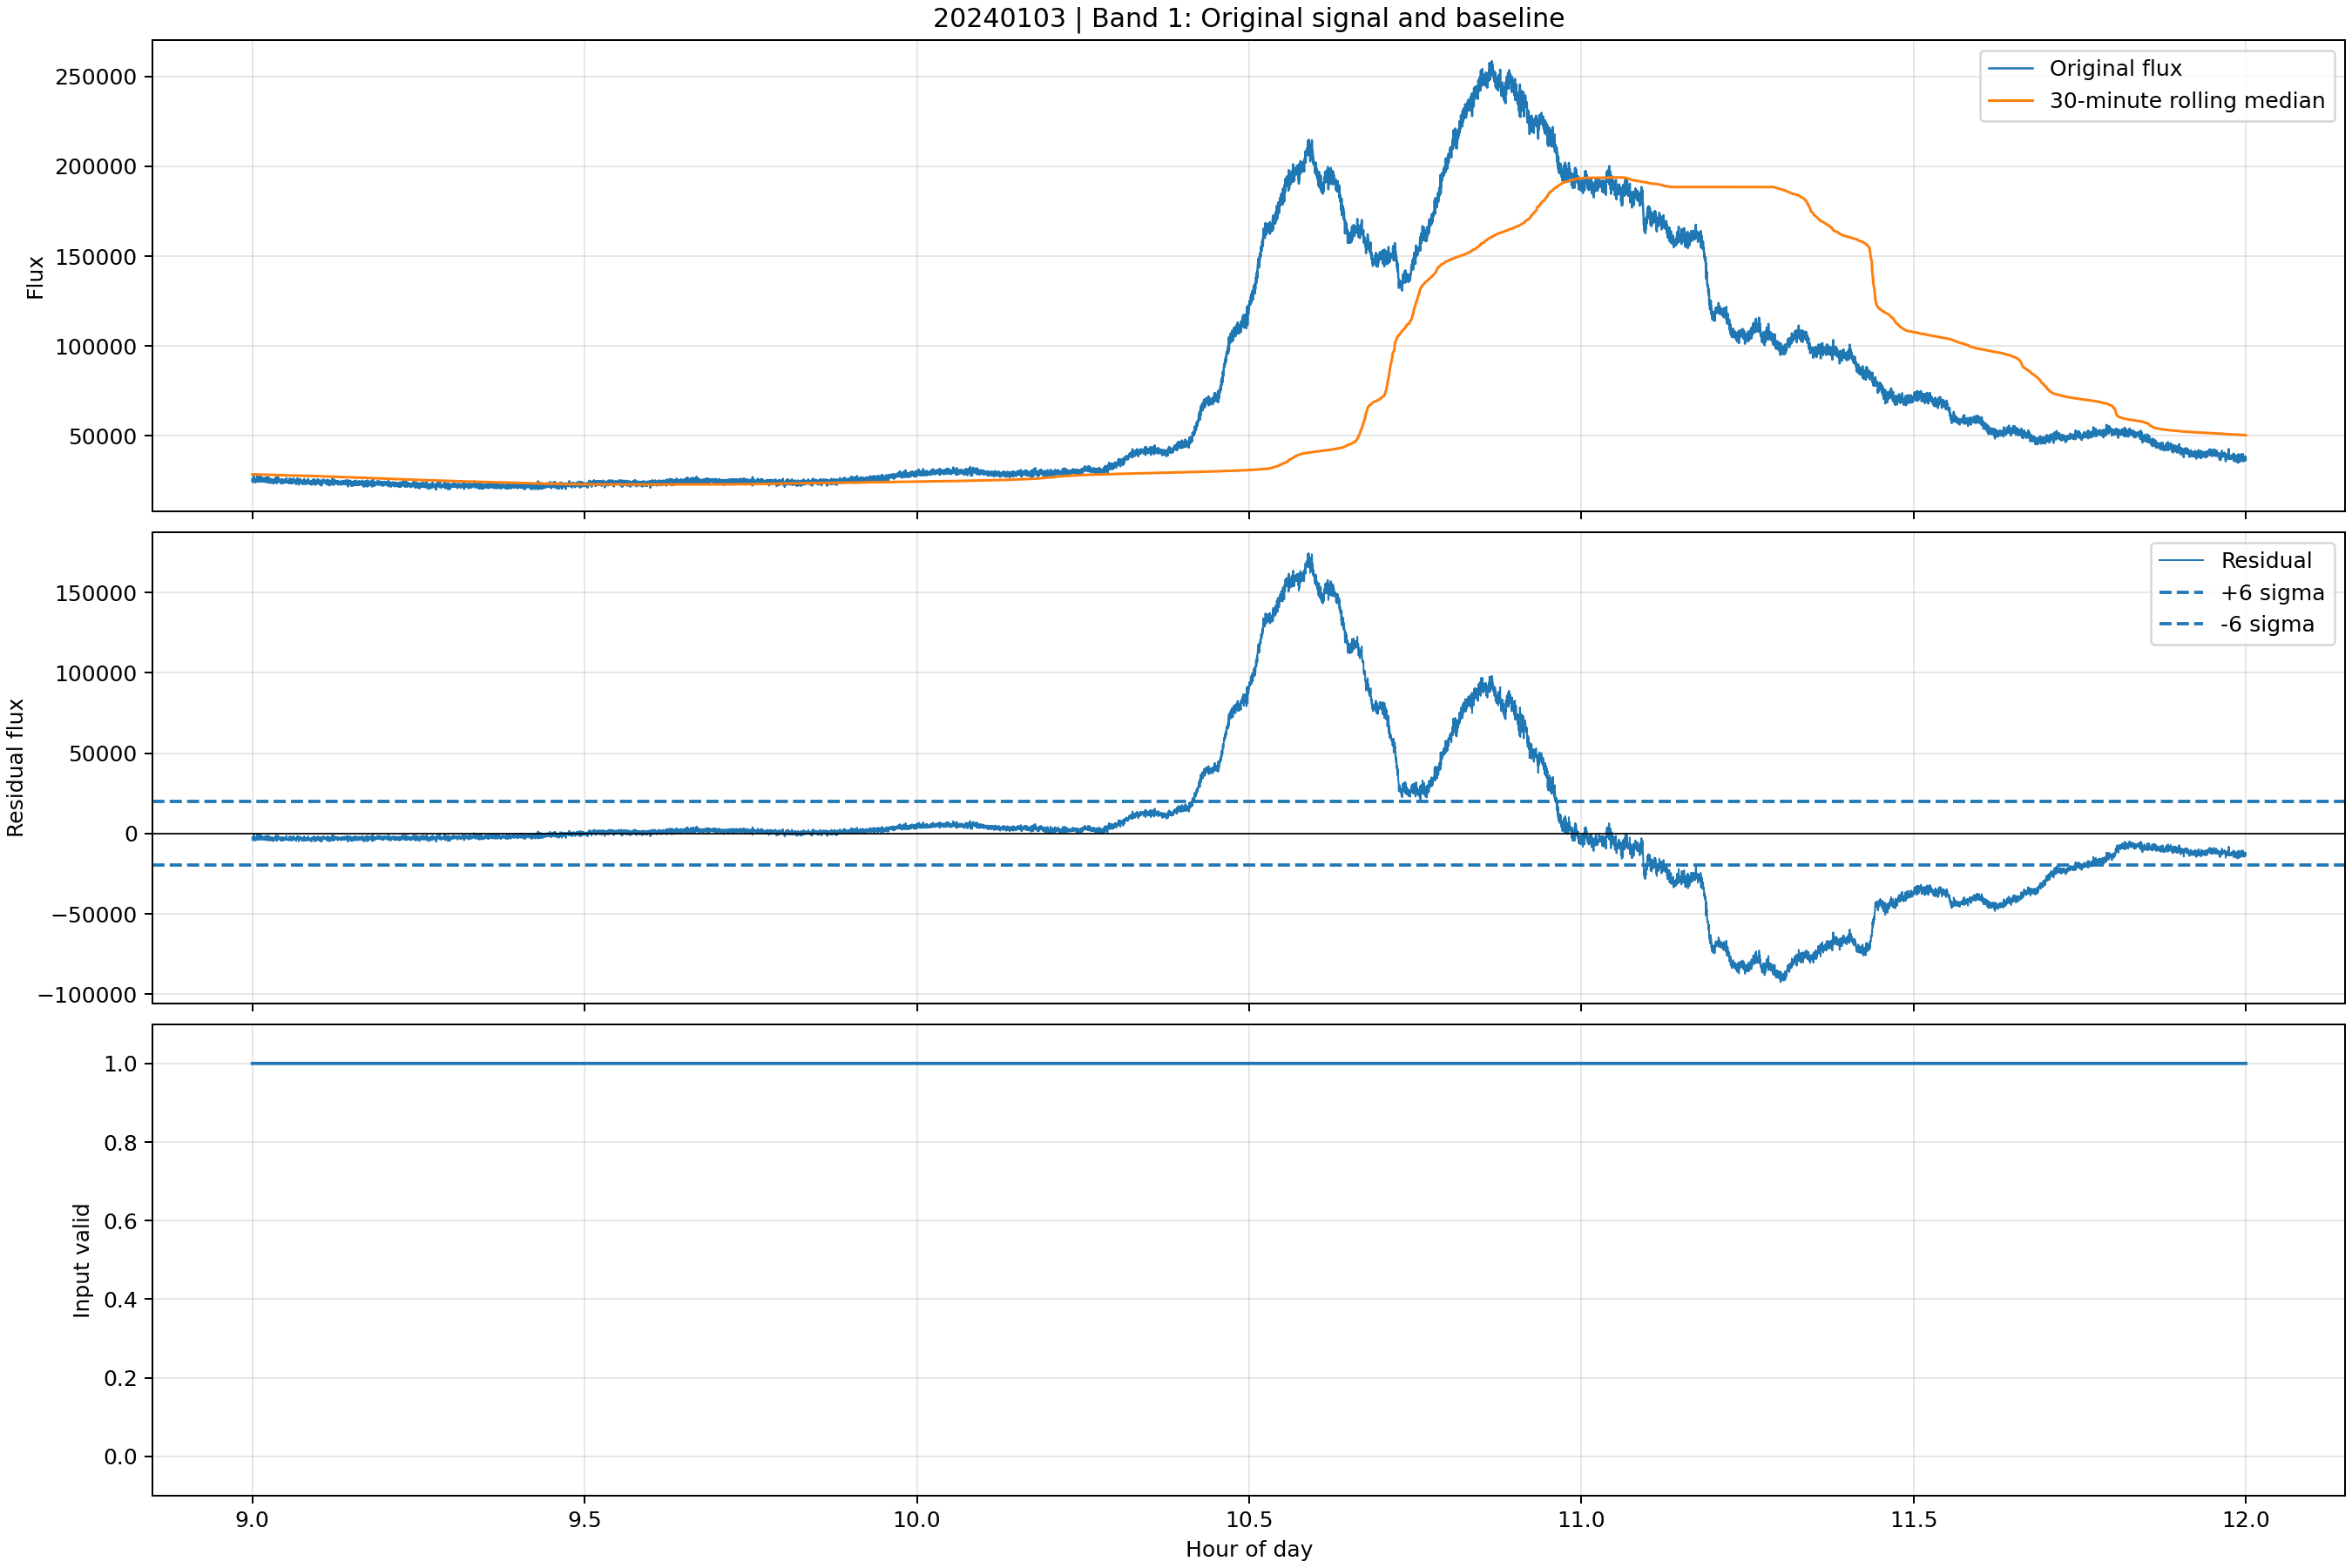 20240103 | Band 1: Original signal and baseline
250000
200000
150000
100000
50000
Flux
Original flux
30-minute rolling median
150000
100000
50000
0
−50000
−100000
Residual flux
Residual
+6 sigma
-6 sigma
1.0
0.8
0.6
0.4
0.2
0.0
Input valid
9.0
9.5
10.0
10.5
11.0
11.5
12.0
Hour of day